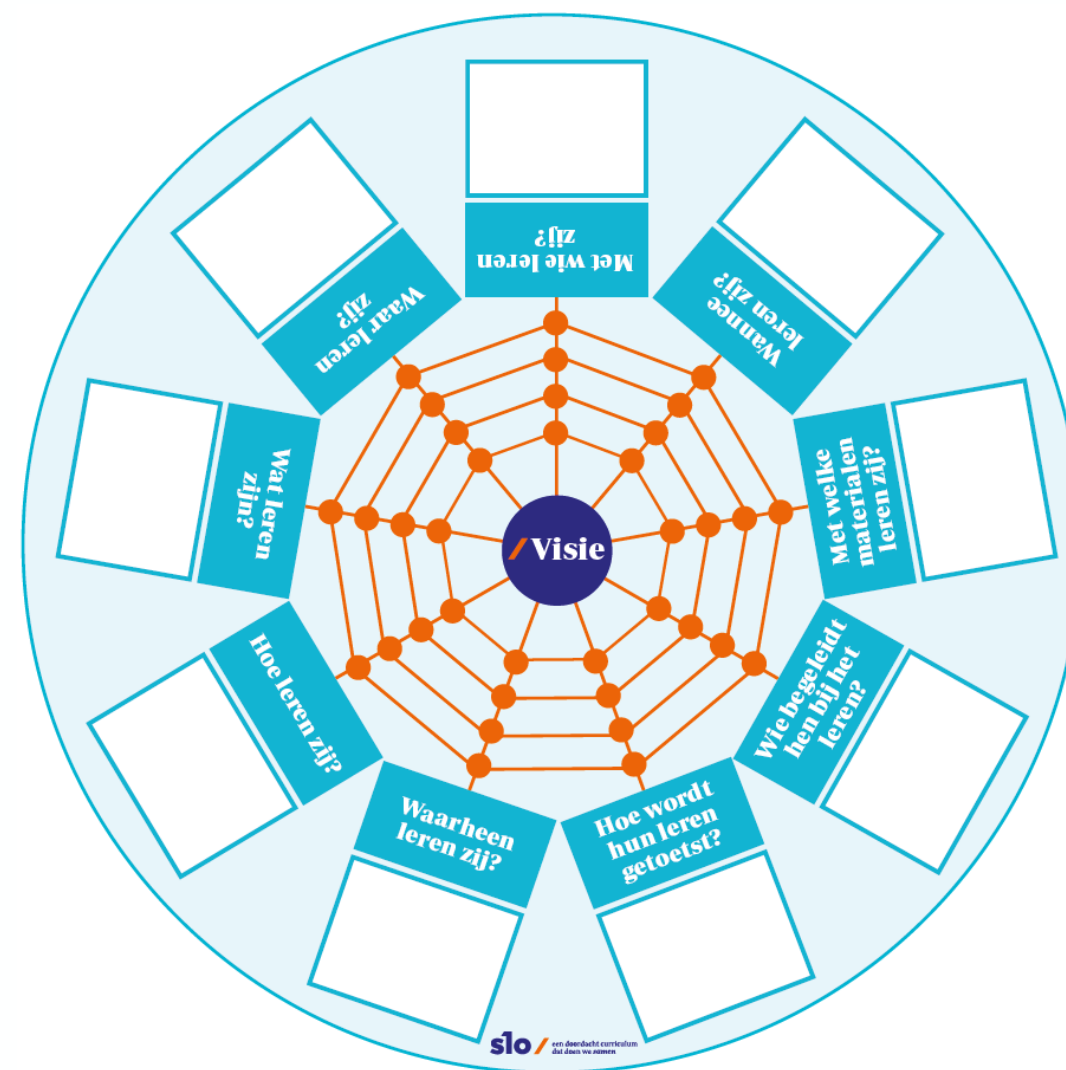 Met wie leren
zij?
Wannee
leren zij?
Met welke
materialen
leren zij?
Wie begeleidt
hen bij het
leren?
Hoe wordt
hun leren
getoetst?
Waarheen
leren zij?
Hoe leren zij?
Wat leren
zijn?
Waar leren
zij?
/Visie
slo / een doordacht curriculum
dat doen we samen